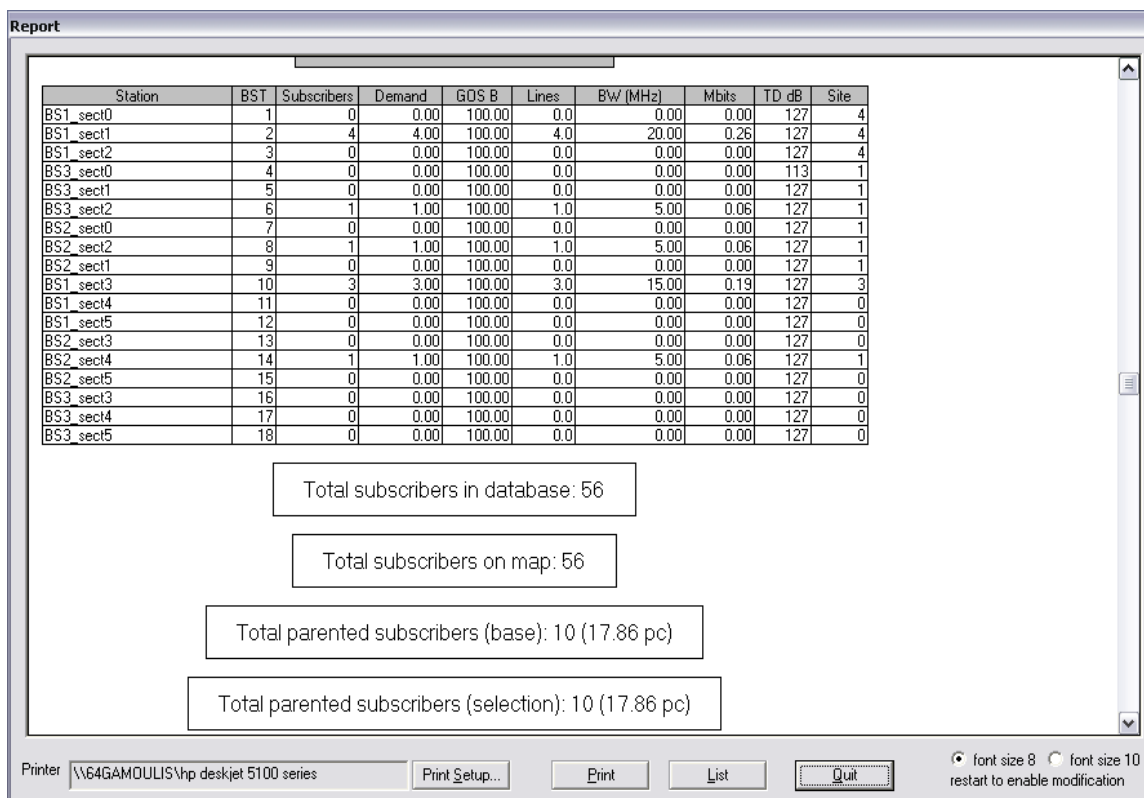 Report
Station BST Subscribers Demand GOS B Lines BW (MHz) Mbits TD dB Site
BS1_sect0 1 0 0.00 100.00 0.0 0.00 0.00 127 4
BS1_sect1 2 4 4.00 100.00 4.0 20.00 0.26 127 4
BS1_sect2 3 0 0.00 100.00 0.0 0.00 0.00 127 4
BS3_sect0 4 0 0.00 100.00 0.0 0.00 0.00 113 1
BS3_sect1 5 0 0.00 100.00 0.0 0.00 0.00 127 1
BS3_sect2 6 1 1.00 100.00 1.0 5.00 0.06 127 1
BS2_sect0 7 0 0.00 100.00 0.0 0.00 0.00 127 1
BS2_sect2 8 1 1.00 100.00 1.0 5.00 0.06 127 1
BS2_sect1 9 0 0.00 100.00 0.0 0.00 0.00 127 1
BS1_sect3 10 3 3.00 100.00 3.0 15.00 0.19 127 3
BS1_sect4 11 0 0.00 100.00 0.0 0.00 0.00 127 0
BS1_sect5 12 0 0.00 100.00 0.0 0.00 0.00 127 0
BS2_sect3 13 0 0.00 100.00 0.0 0.00 0.00 127 0
BS2_sect4 14 1 1.00 100.00 1.0 5.00 0.06 127 1
BS2_sect5 15 0 0.00 100.00 0.0 0.00 0.00 127 0
BS3_sect3 16 0 0.00 100.00 0.0 0.00 0.00 127 0
BS3_sect4 17 0 0.00 100.00 0.0 0.00 0.00 127 0
BS3_sect5 18 0 0.00 100.00 0.0 0.00 0.00 127 0
Total subscribers in database: 56
Total subscribers on map: 56
Total parented subscribers (base): 10 (17.86 pc)
Total parented subscribers (selection): 10 (17.86 pc)
Printer \\64GAMOULIS\hp deskjet 5100 series Print Setup... Print List Quit font size 8 font size 10
restart to enable modification